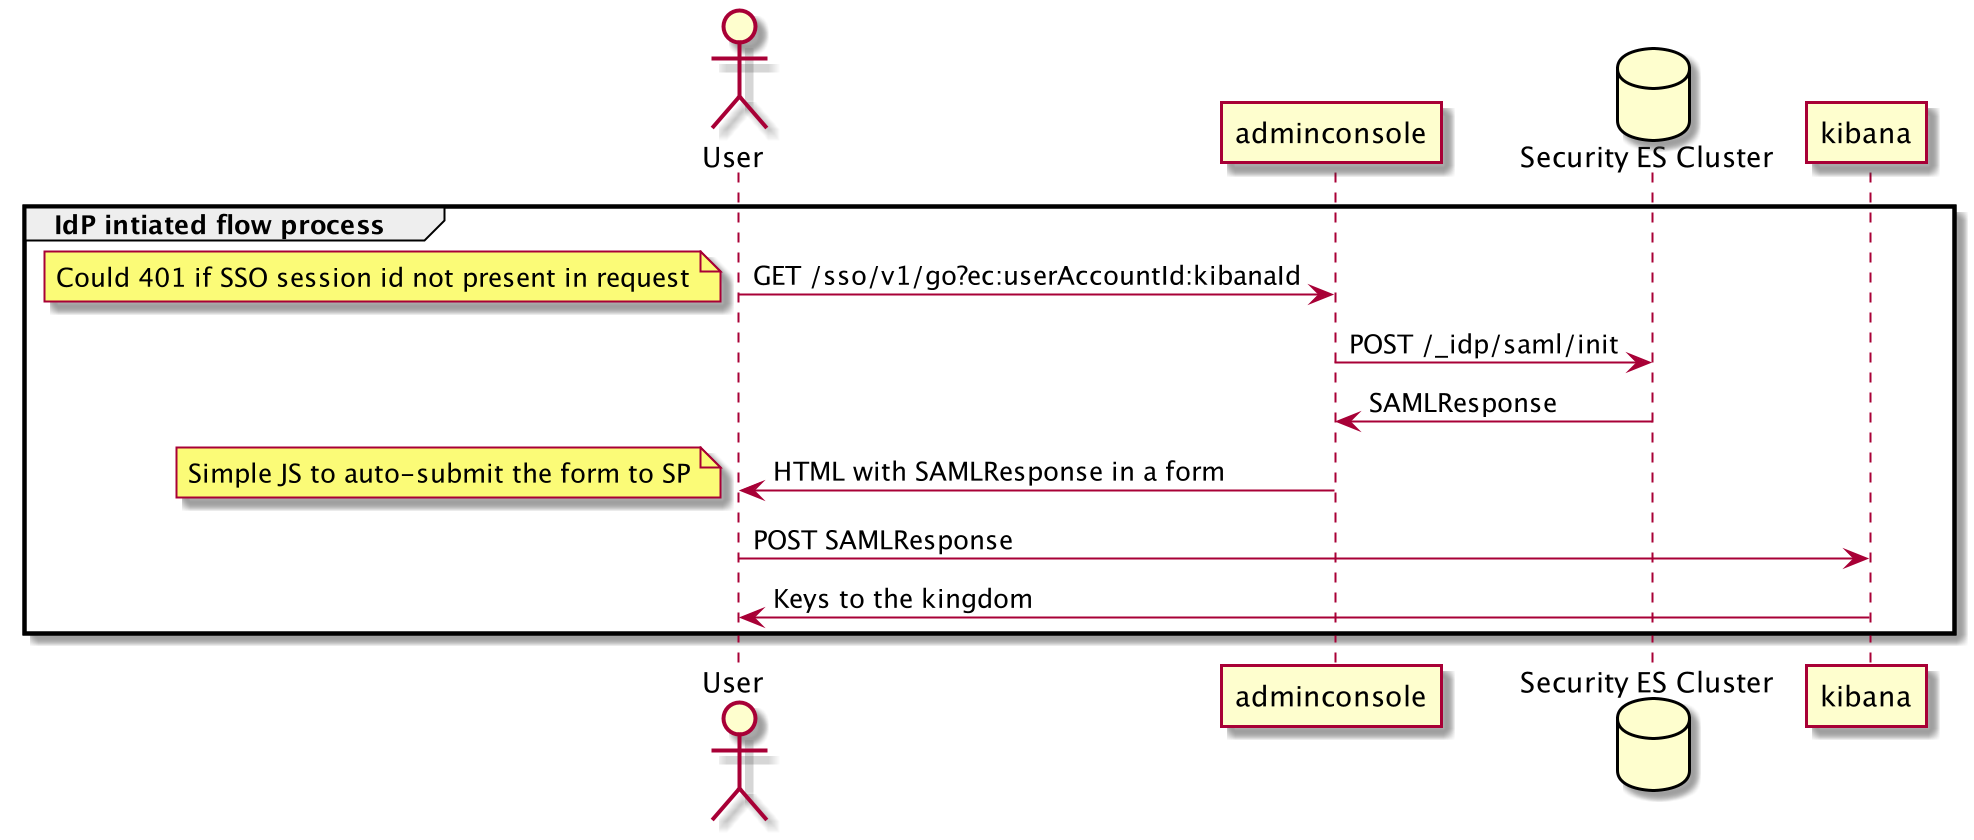 User
adminconsole
Security ES Cluster
kibana
IdP intiated flow process
Could 401 if SSO session id not present in request
GET /sso/v1/go?ec:userAccountId:kibanaId
POST /_idp/saml/init
SAMLResponse
Simple JS to auto-submit the form to SP
HTML with SAMLResponse in a form
POST SAMLResponse
Keys to the kingdom
User
adminconsole
Security ES Cluster
kibana